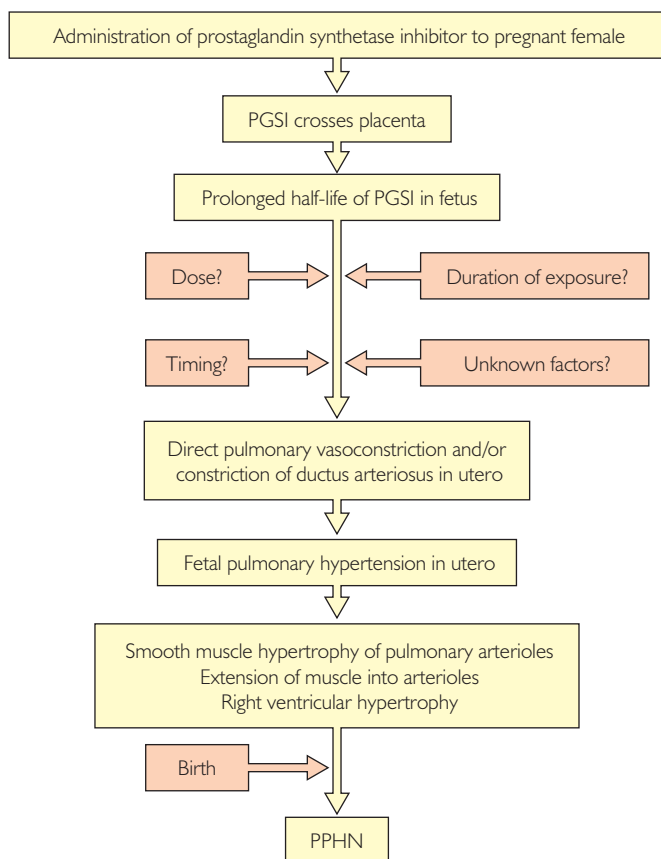 Administration of prostaglandin synthetase inhibitor to pregnant female
PGSI crosses placenta
Prolonged half-life of PGSI in fetus
Dose?
Duration of exposure?
Timing?
Unknown factors?
Direct pulmonary vasoconstriction and/or
constriction of ductus arteriosus in utero
Fetal pulmonary hypertension in utero
Smooth muscle hypertrophy of pulmonary arterioles
Extension of muscle into arterioles
Right ventricular hypertrophy
Birth
PPHN